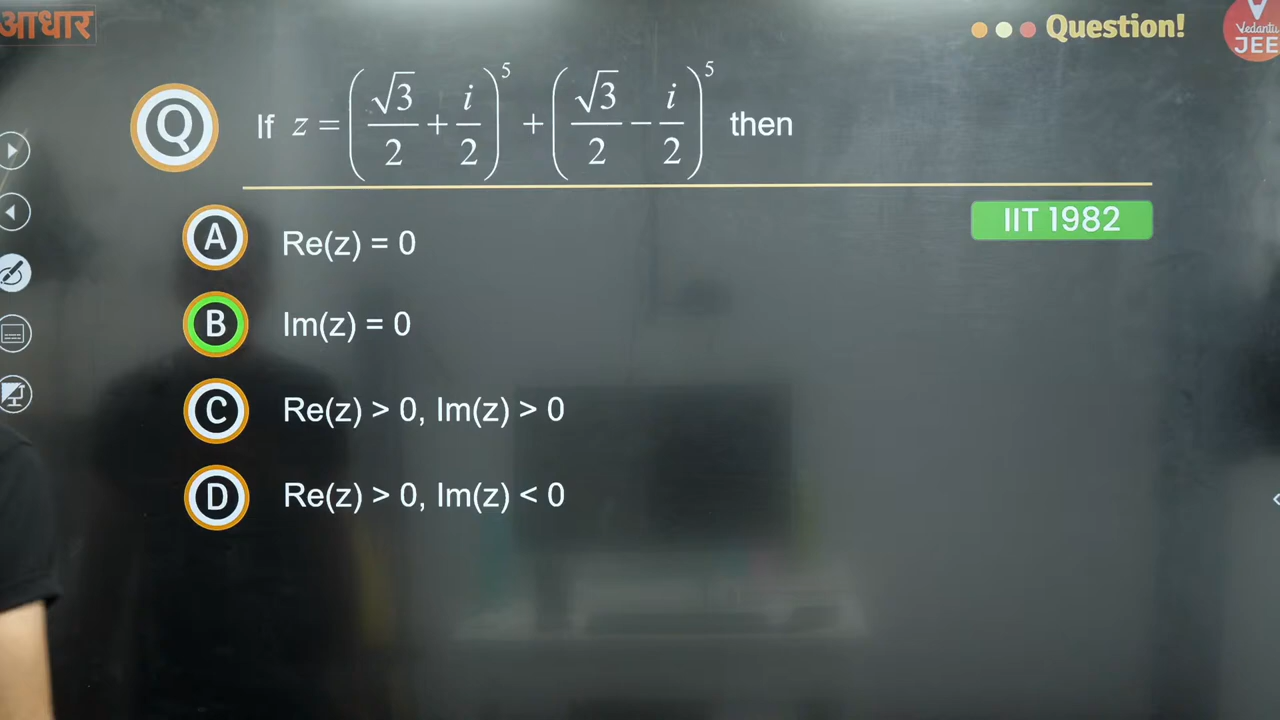 आधार
Question!
Vedantu
JEE
Q If z = (√3/2 + i/2)^5 + (√3/2 − i/2)^5 then
IIT 1982
A Re(z) = 0
B Im(z) = 0
C Re(z) > 0, Im(z) > 0
D Re(z) > 0, Im(z) < 0